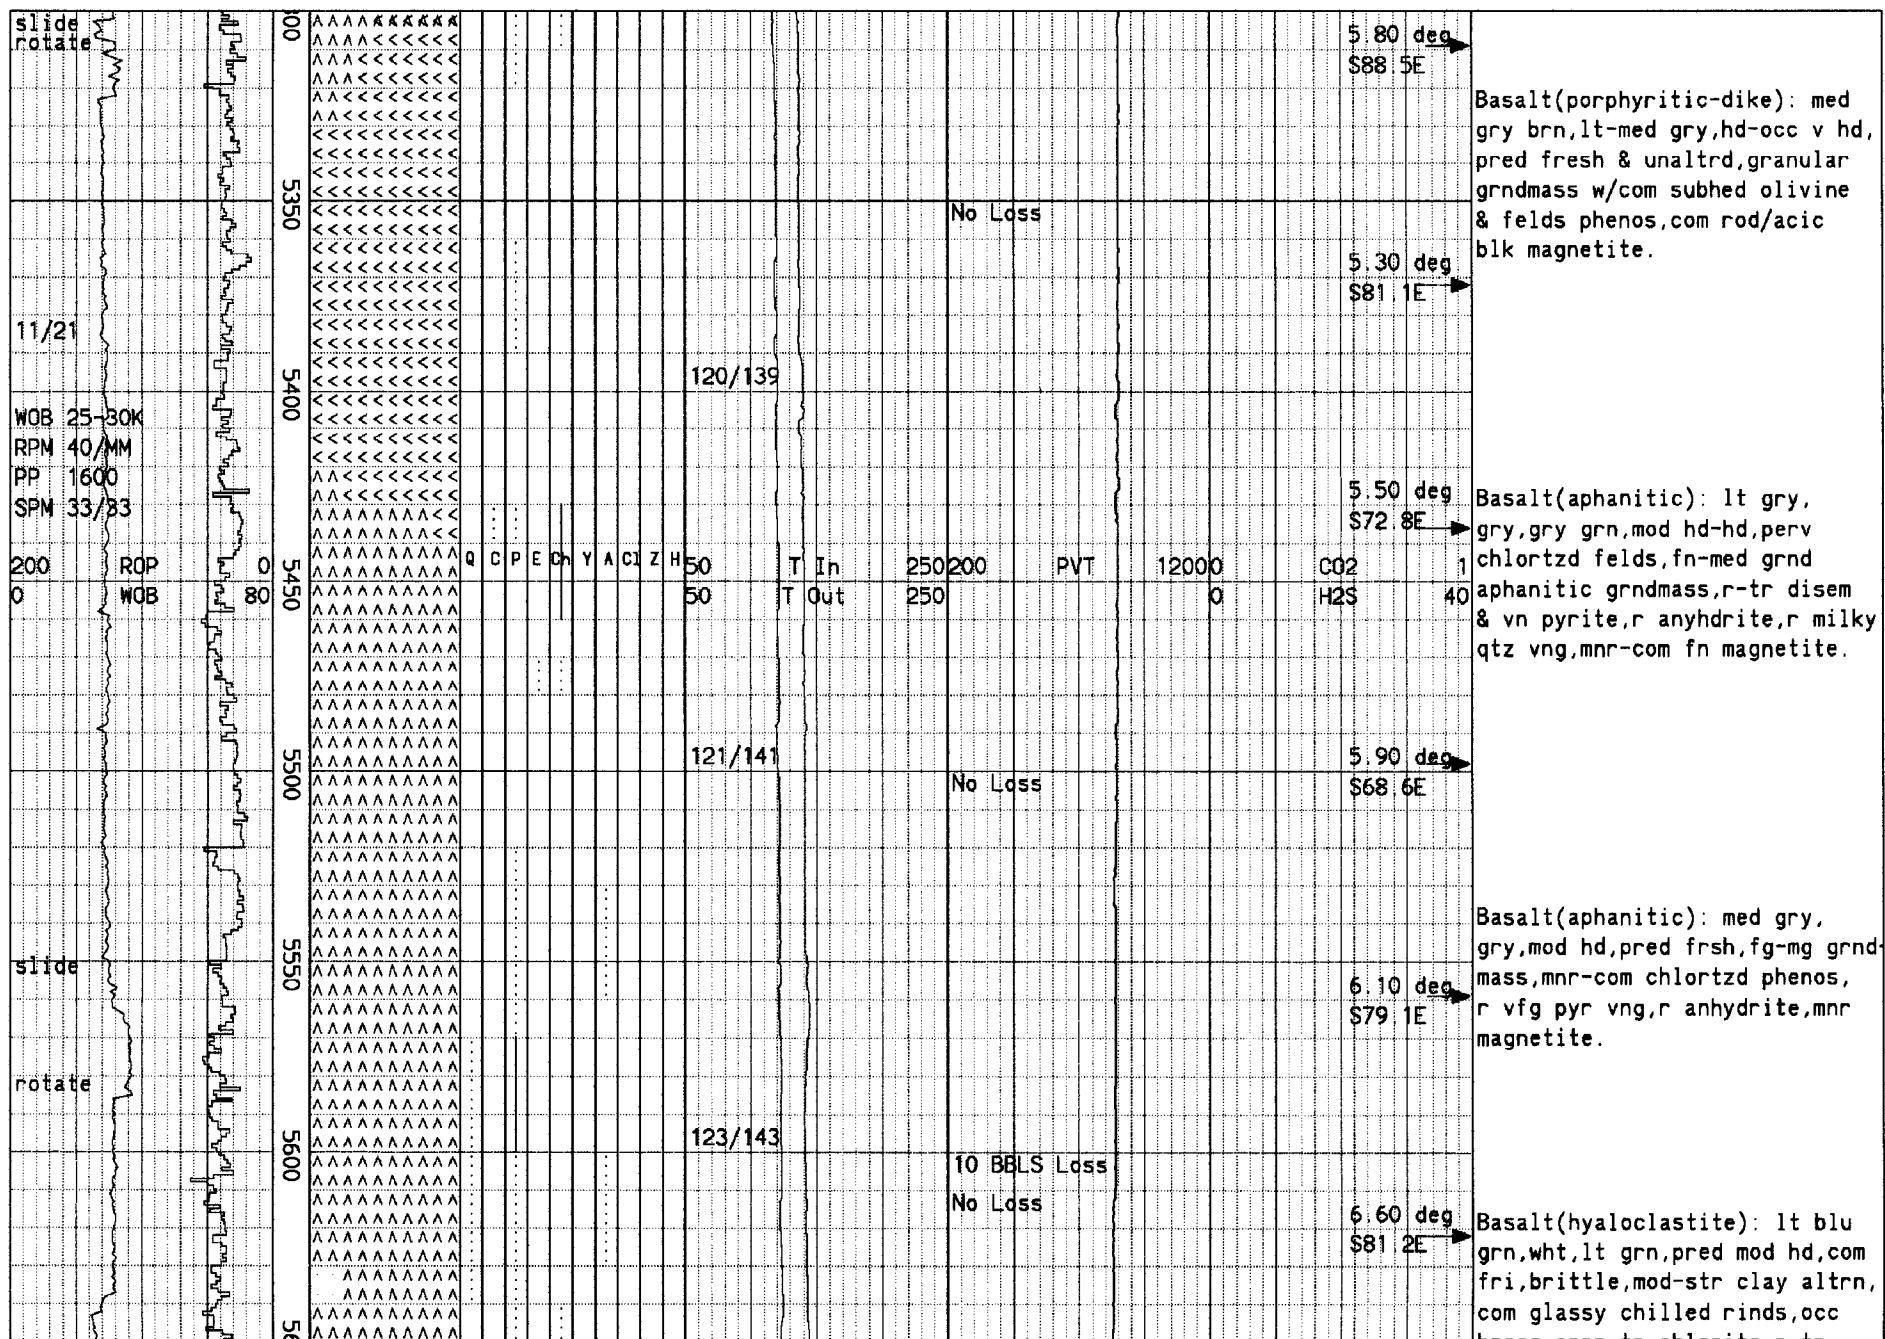 slide
rotate
5.80 deg
S88.5E
Basalt(porphyritic-dike): med
gry brn,lt-med gry,hd-occ v hd,
pred fresh & unaltrd,granular
grndmass w/com subhed olivine
& felds phenos,com rod/acic
blk magnetite.
5350
No Loss
5.30 deg
S81.1E
11/21
120/139
5400
WOB 25-30K
RPM 40/MM
PP 1600
SPM 33/33
5.50 deg
S72.8E
Basalt(aphanitic): lt gry,
gry,gry grn,mod hd-hd,perv
chlortzd felds,fn-med grnd
aphanitic grndmass,r-tr disem
& vn pyrite,r anyhdrite,r milky
qtz vng,mnr-com fn magnetite.
200 ROP 0
0 WOB 80
5450
Q C P E Ch Y A Cl Z H
50 T In 250
50 T Out 250
200 PVT 1200
0 CO2 1
0 H2S 40
121/141
5500
No Loss
5.90 deg
S68.6E
slide
5550
Basalt(aphanitic): med gry,
gry,mod hd,pred frsh,fg-mg grnd-
mass,mnr-com chlortzd phenos,
r vfg pyr vng,r anhydrite,mnr
magnetite.
6.10 deg
S79.1E
rotate
123/143
5600
10 BBLS Loss
No Loss
6.60 deg
S81.2E
Basalt(hyaloclastite): lt blu
grn,wht,lt grn,pred mod hd,com
fri,brittle,mod-str clay altrn,
com glassy chilled rinds,occ